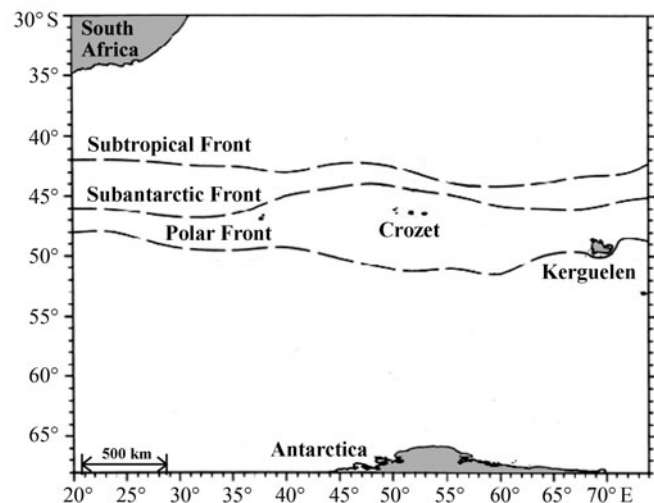 30°S
South
Africa
35°
40°
Subtropical Front
45°
Subantarctic Front
Polar Front
Crozet
50°
Kerguelen
55°
60°
65°
Antarctica
500 km
20° 25° 30° 35° 40° 45° 50° 55° 60° 65° 70° E